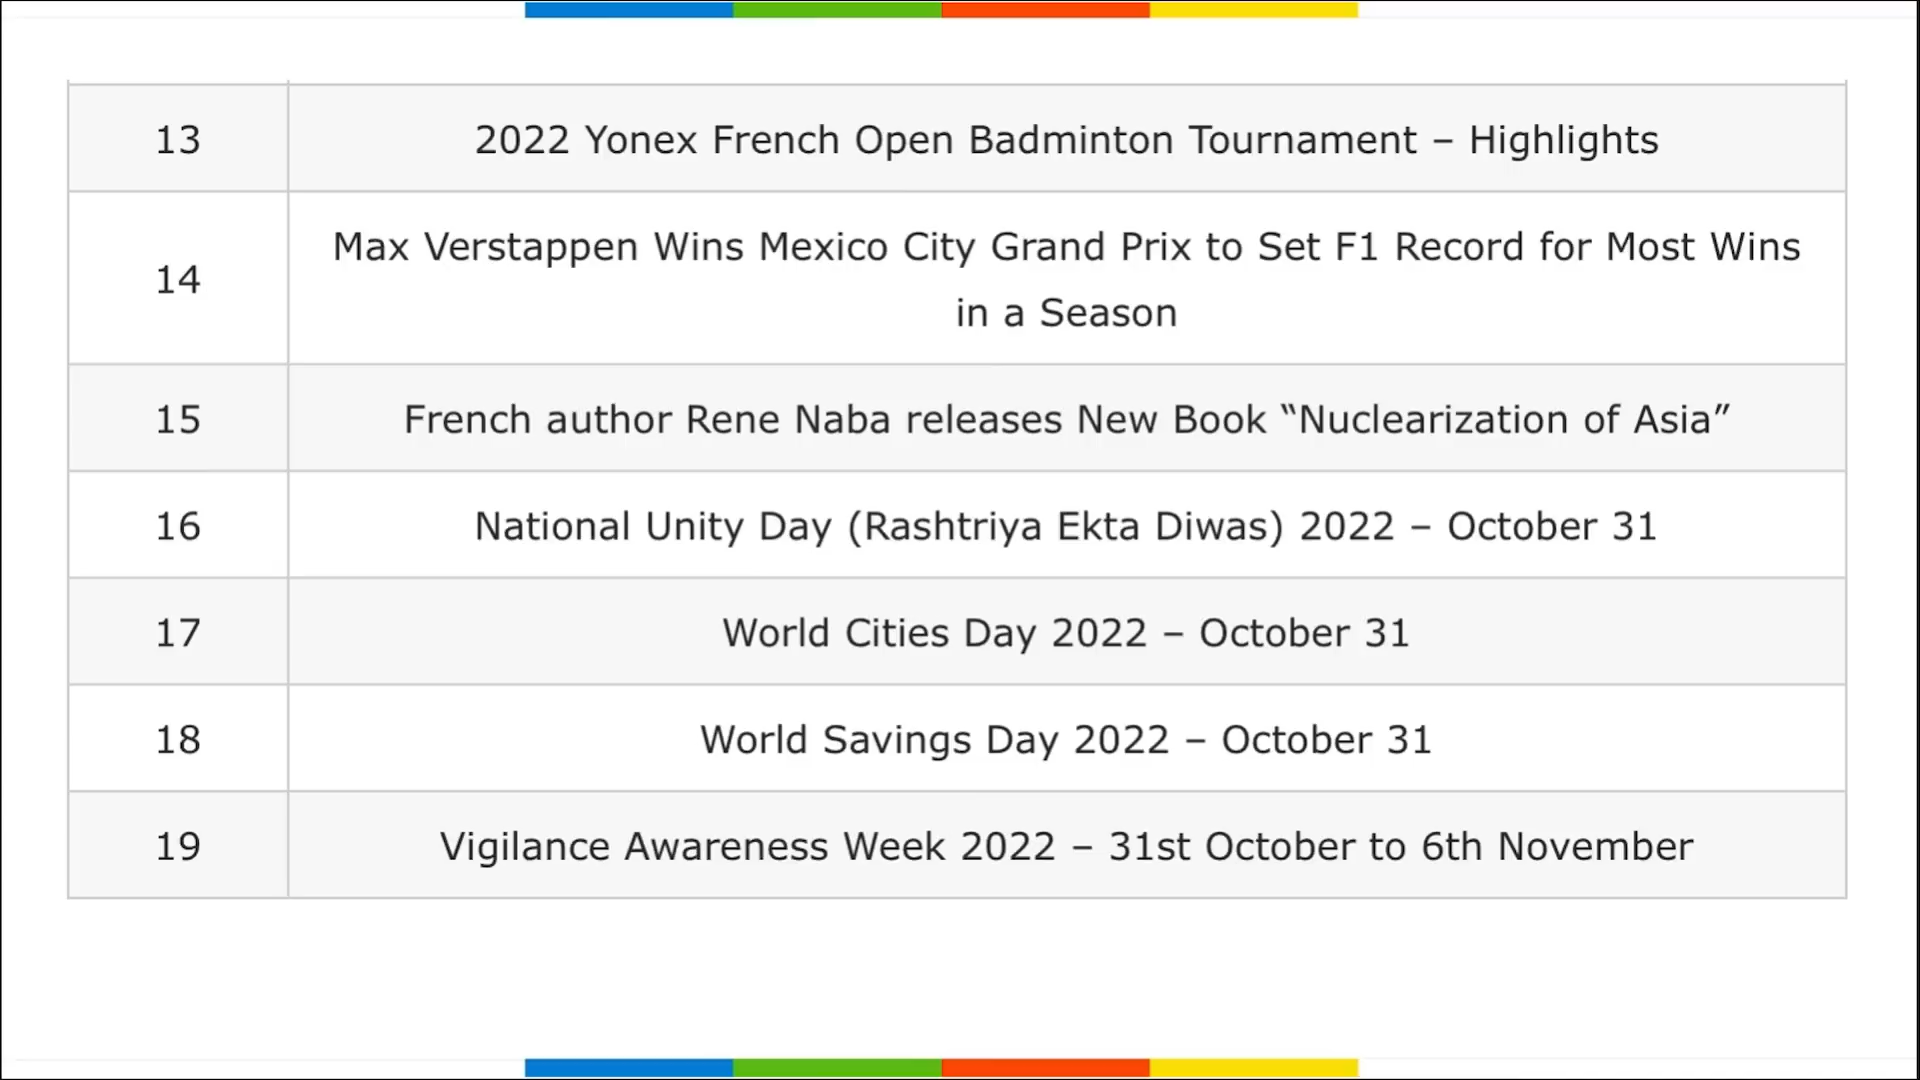 13
2022 Yonex French Open Badminton Tournament – Highlights
14
Max Verstappen Wins Mexico City Grand Prix to Set F1 Record for Most Wins
in a Season
15
French author Rene Naba releases New Book “Nuclearization of Asia”
16
National Unity Day (Rashtriya Ekta Diwas) 2022 – October 31
17
World Cities Day 2022 – October 31
18
World Savings Day 2022 – October 31
19
Vigilance Awareness Week 2022 – 31st October to 6th November